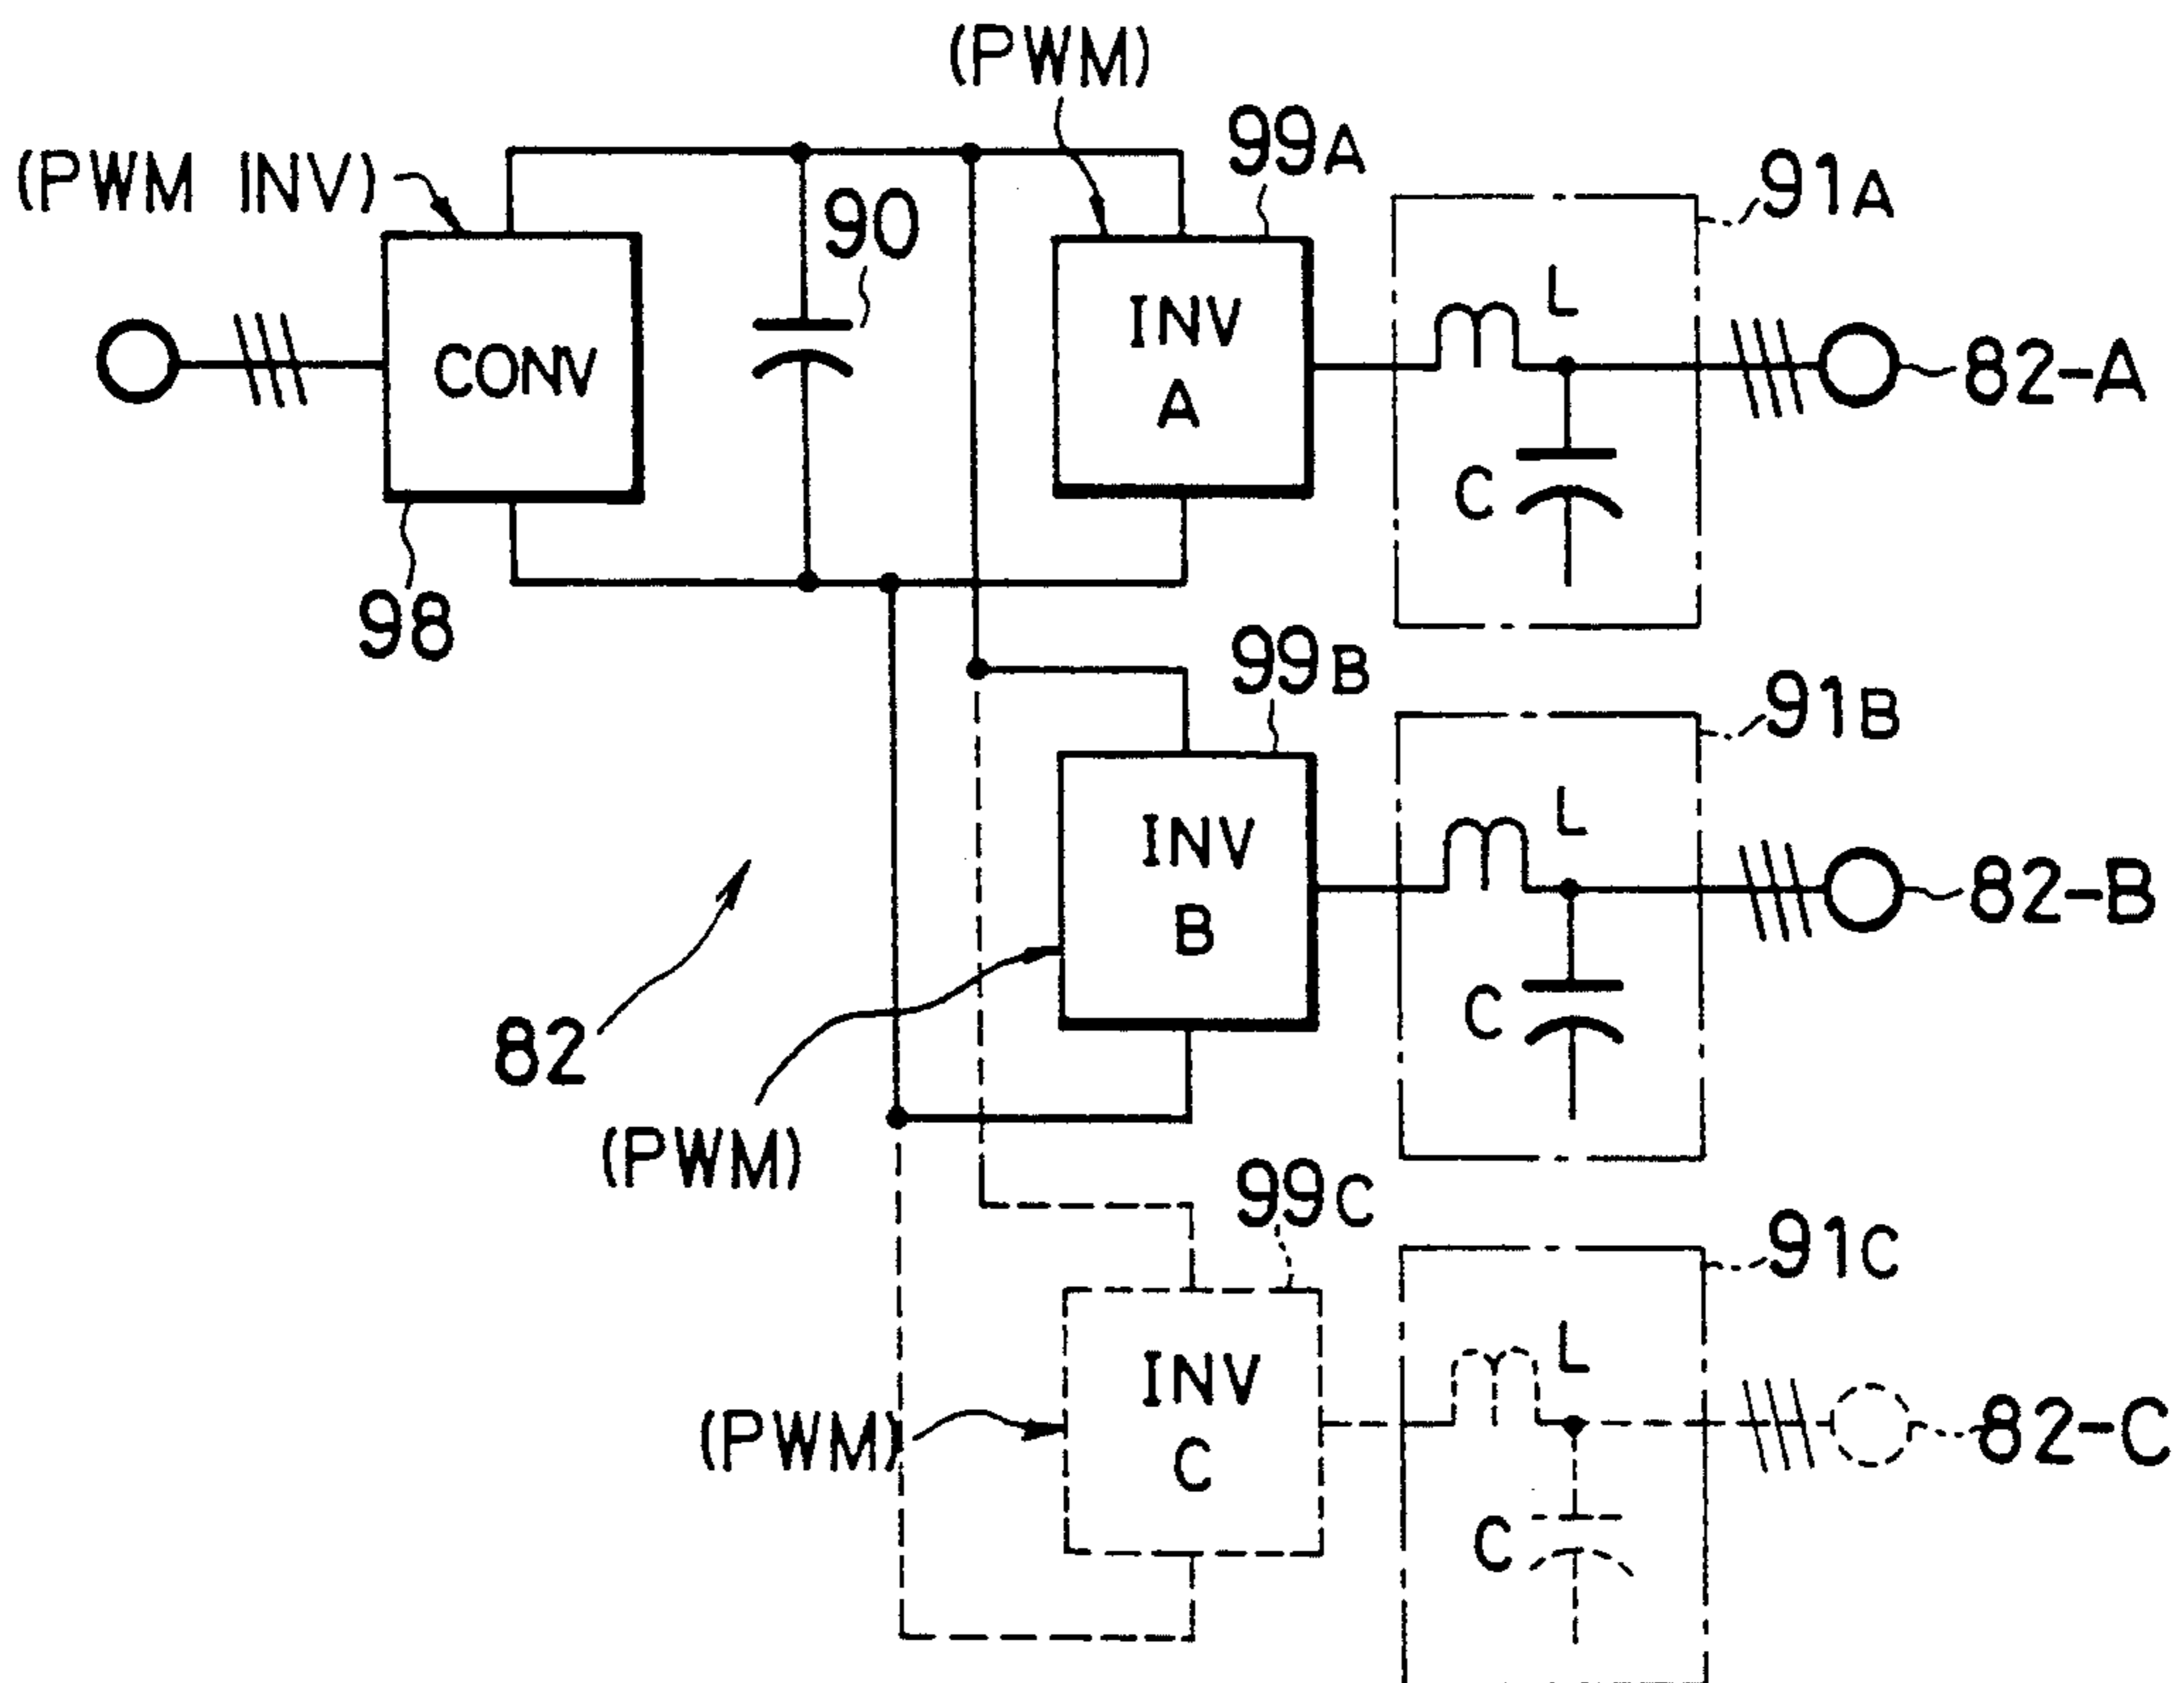 (PWM)
(PWM INV)
99A
91A
90
CONV
INV
A
L
C
82-A
98
99B
91B
INV
B
L
C
82-B
82
(PWM)
99C
91C
INV
C
L
C
82-C
(PWM)